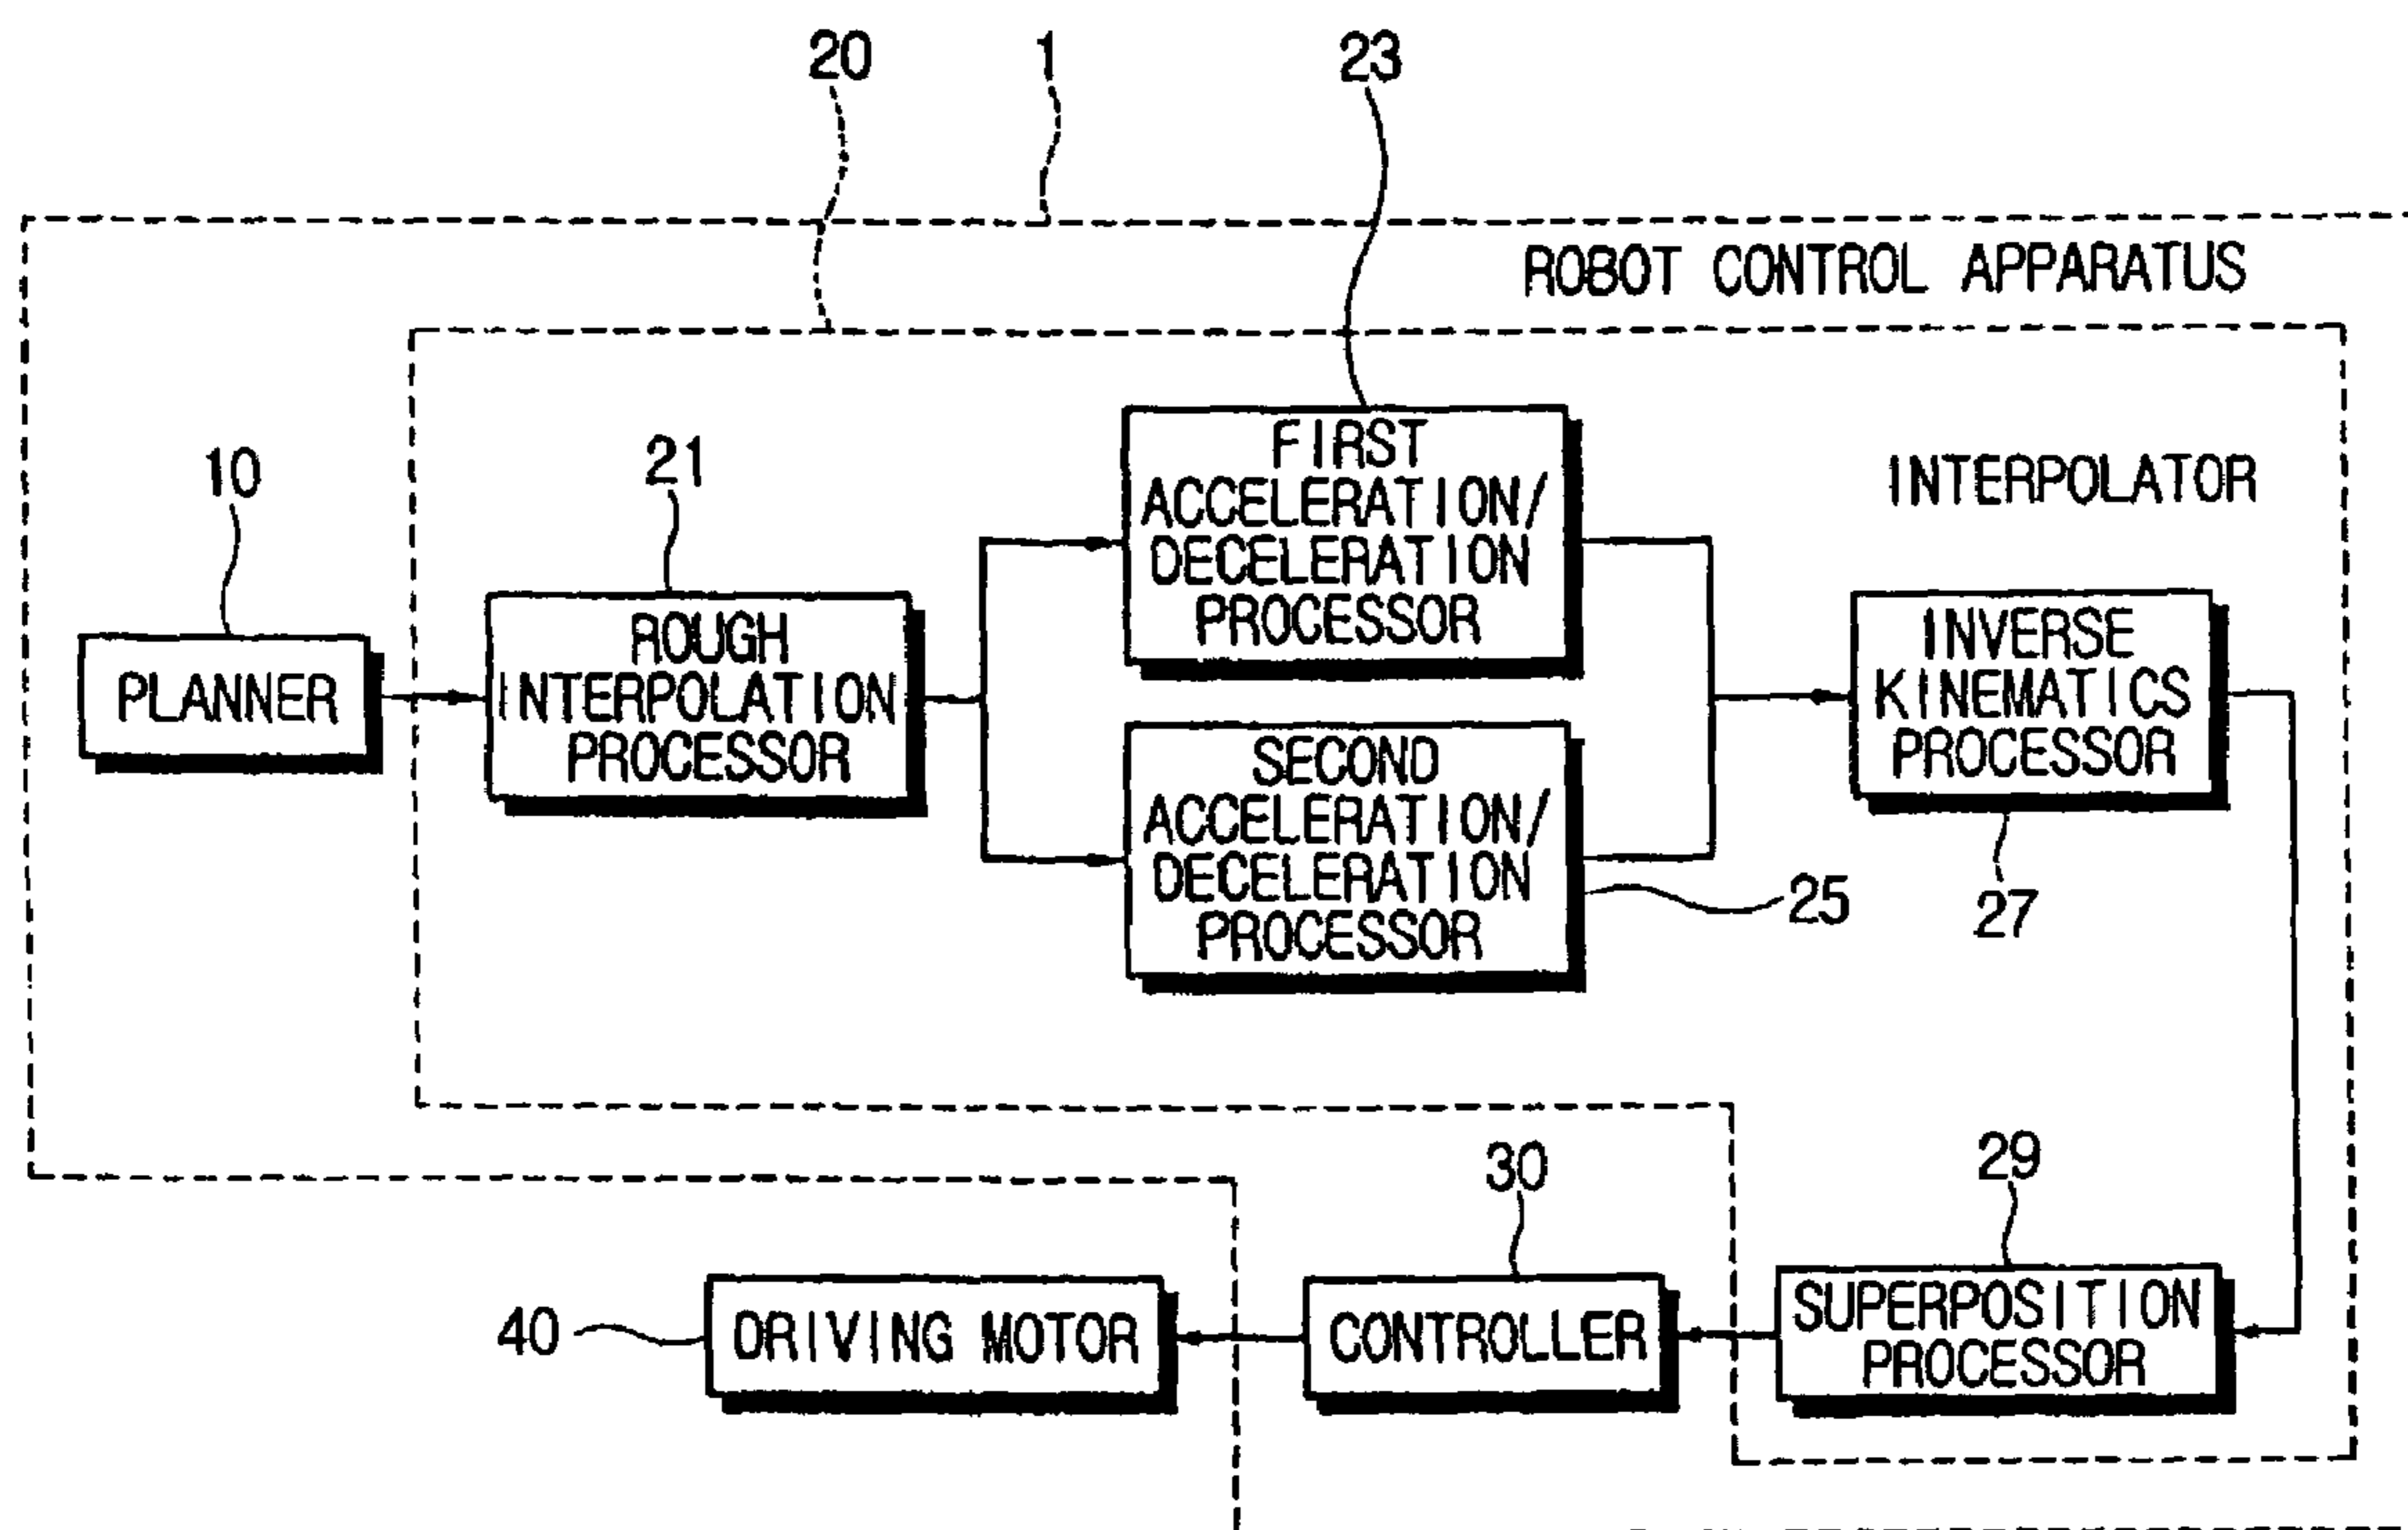 20
1
23
ROBOT CONTROL APPARATUS
10
21
FIRST
ACCELERATION/
DECELERATION
PROCESSOR
INTERPOLATOR
PLANNER
ROUGH
INTERPOLATION
PROCESSOR
SECOND
ACCELERATION/
DECELERATION
PROCESSOR
25
INVERSE
KINEMATICS
PROCESSOR
27
30
29
40
DRIVING MOTOR
CONTROLLER
SUPERPOSITION
PROCESSOR